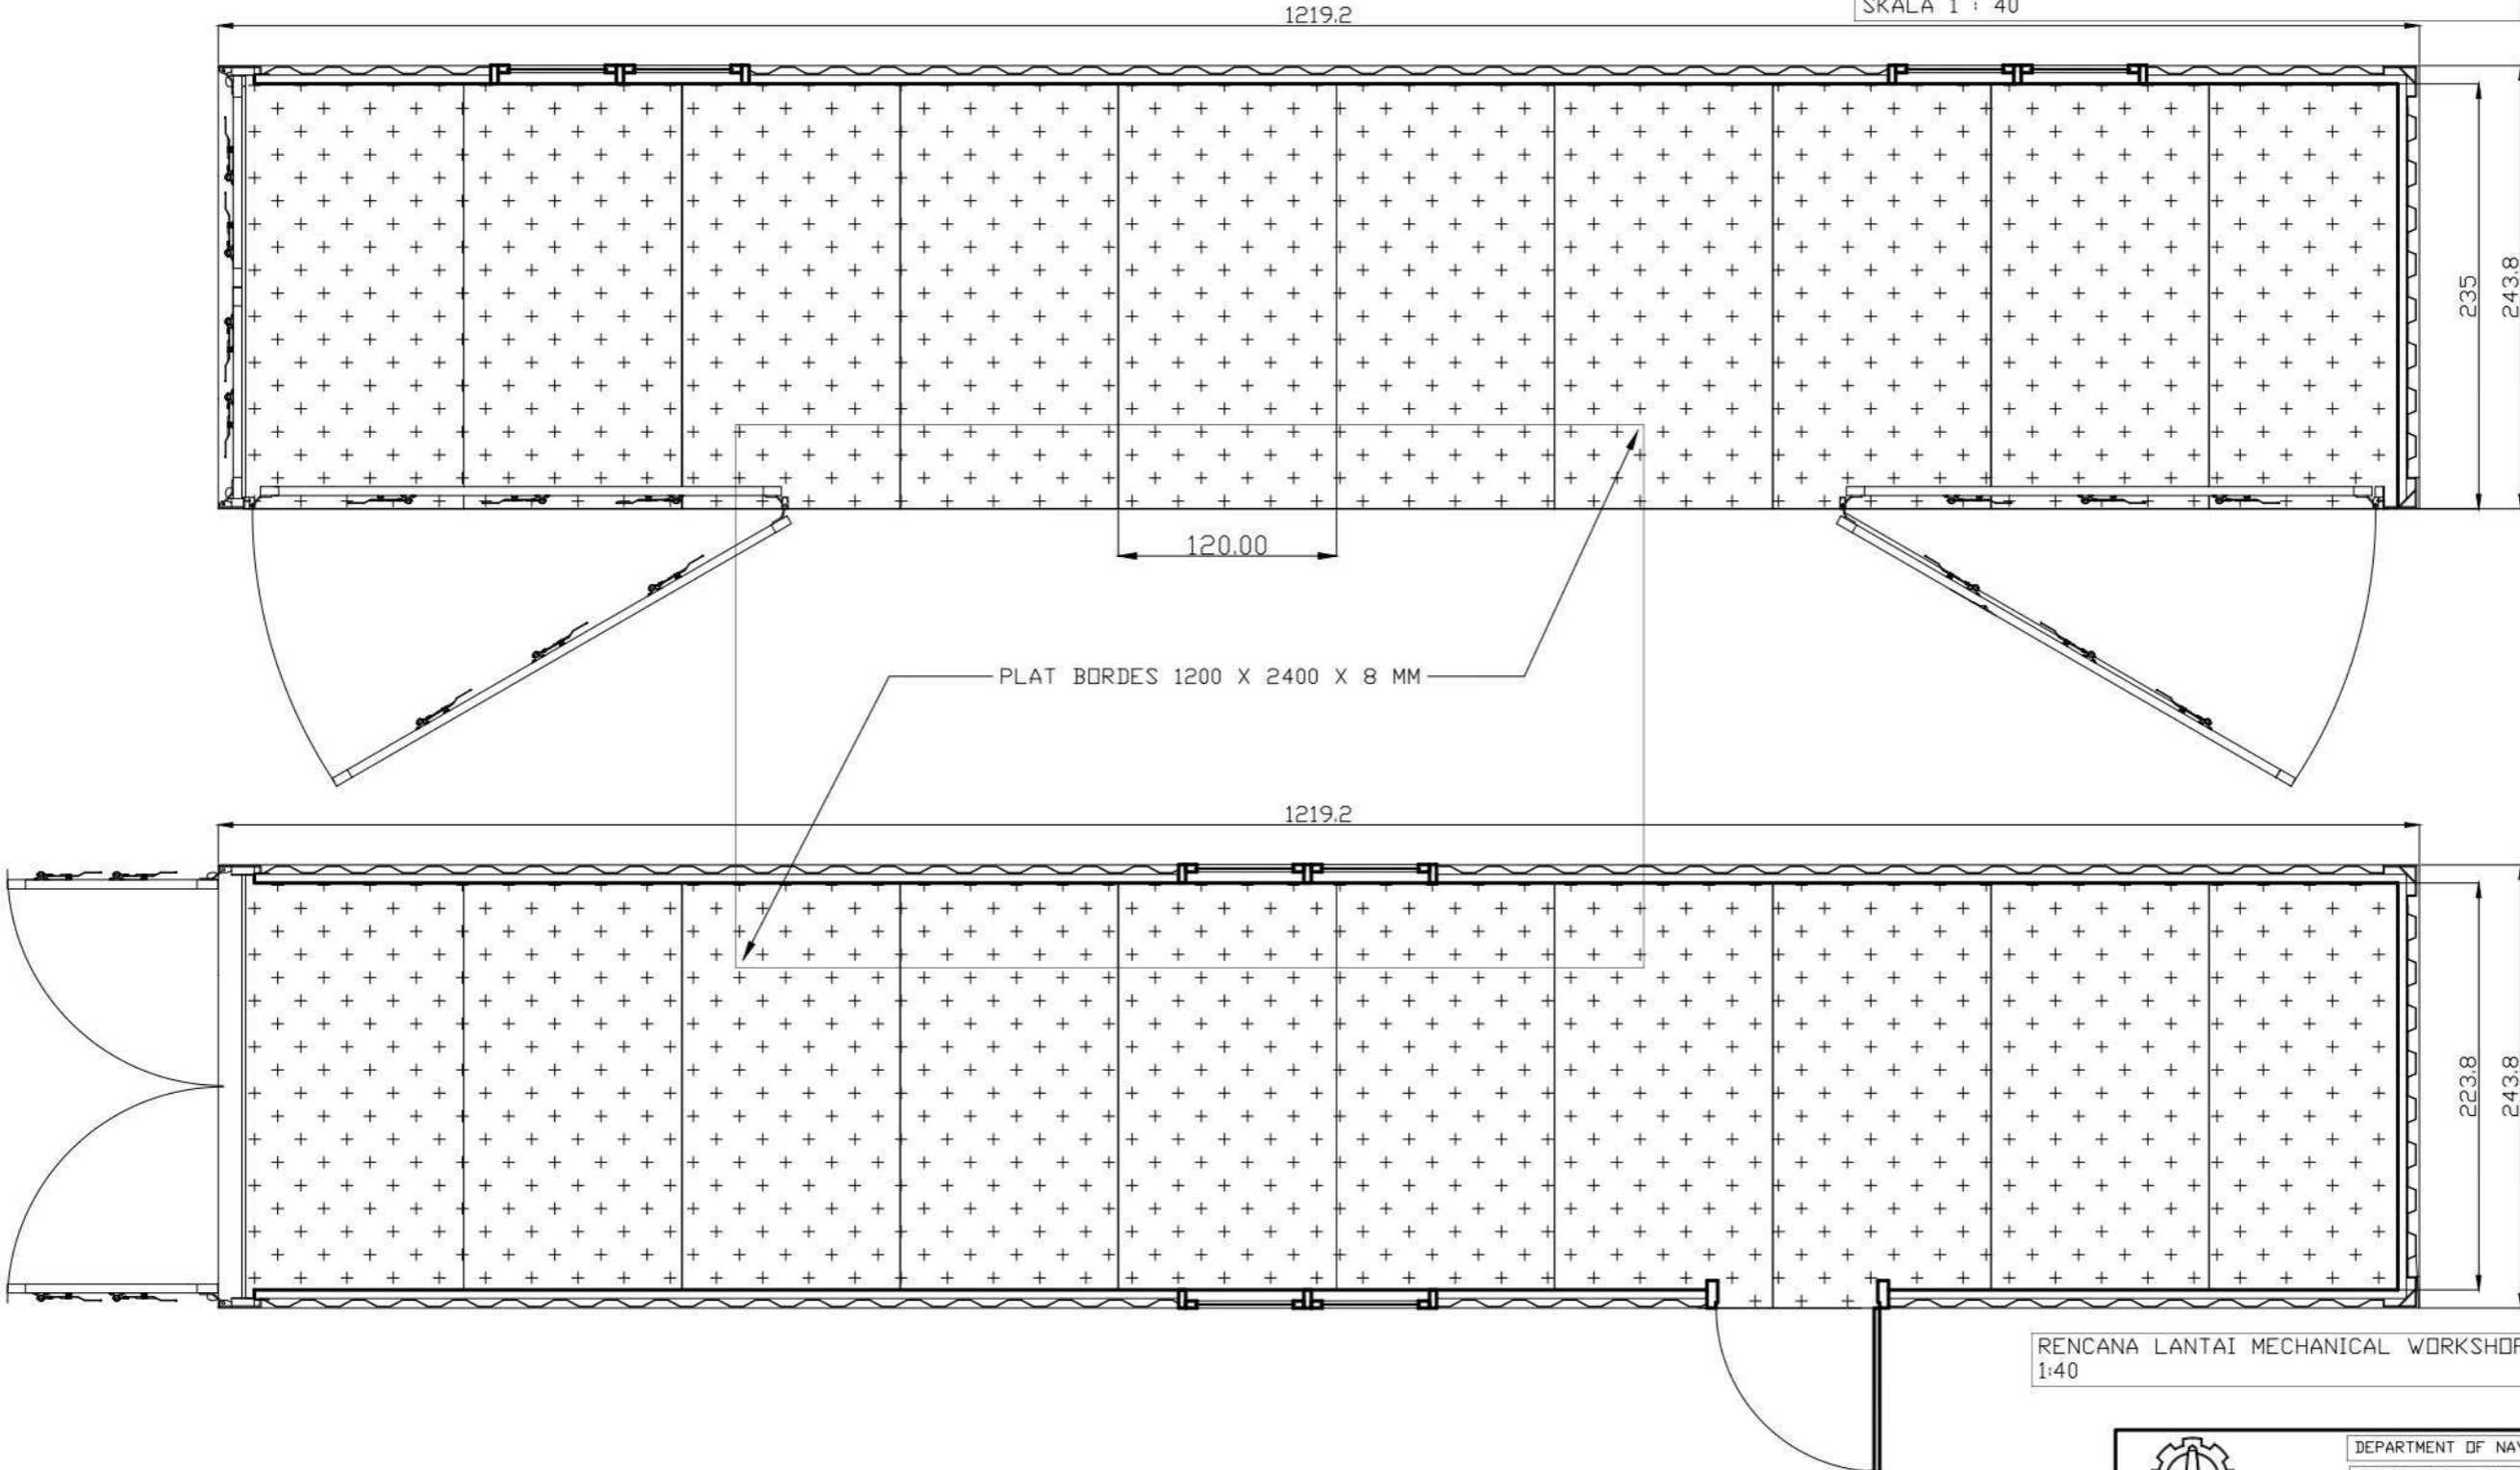 SKALA 1 : 40
1219.2
235
243.8
120.00
PLAT BORDES 1200 X 2400 X 8 MM
1219.2
223.8
243.8
RENCANA LANTAI MECHANICAL WORKSHOP
1:40
DEPARTMENT OF